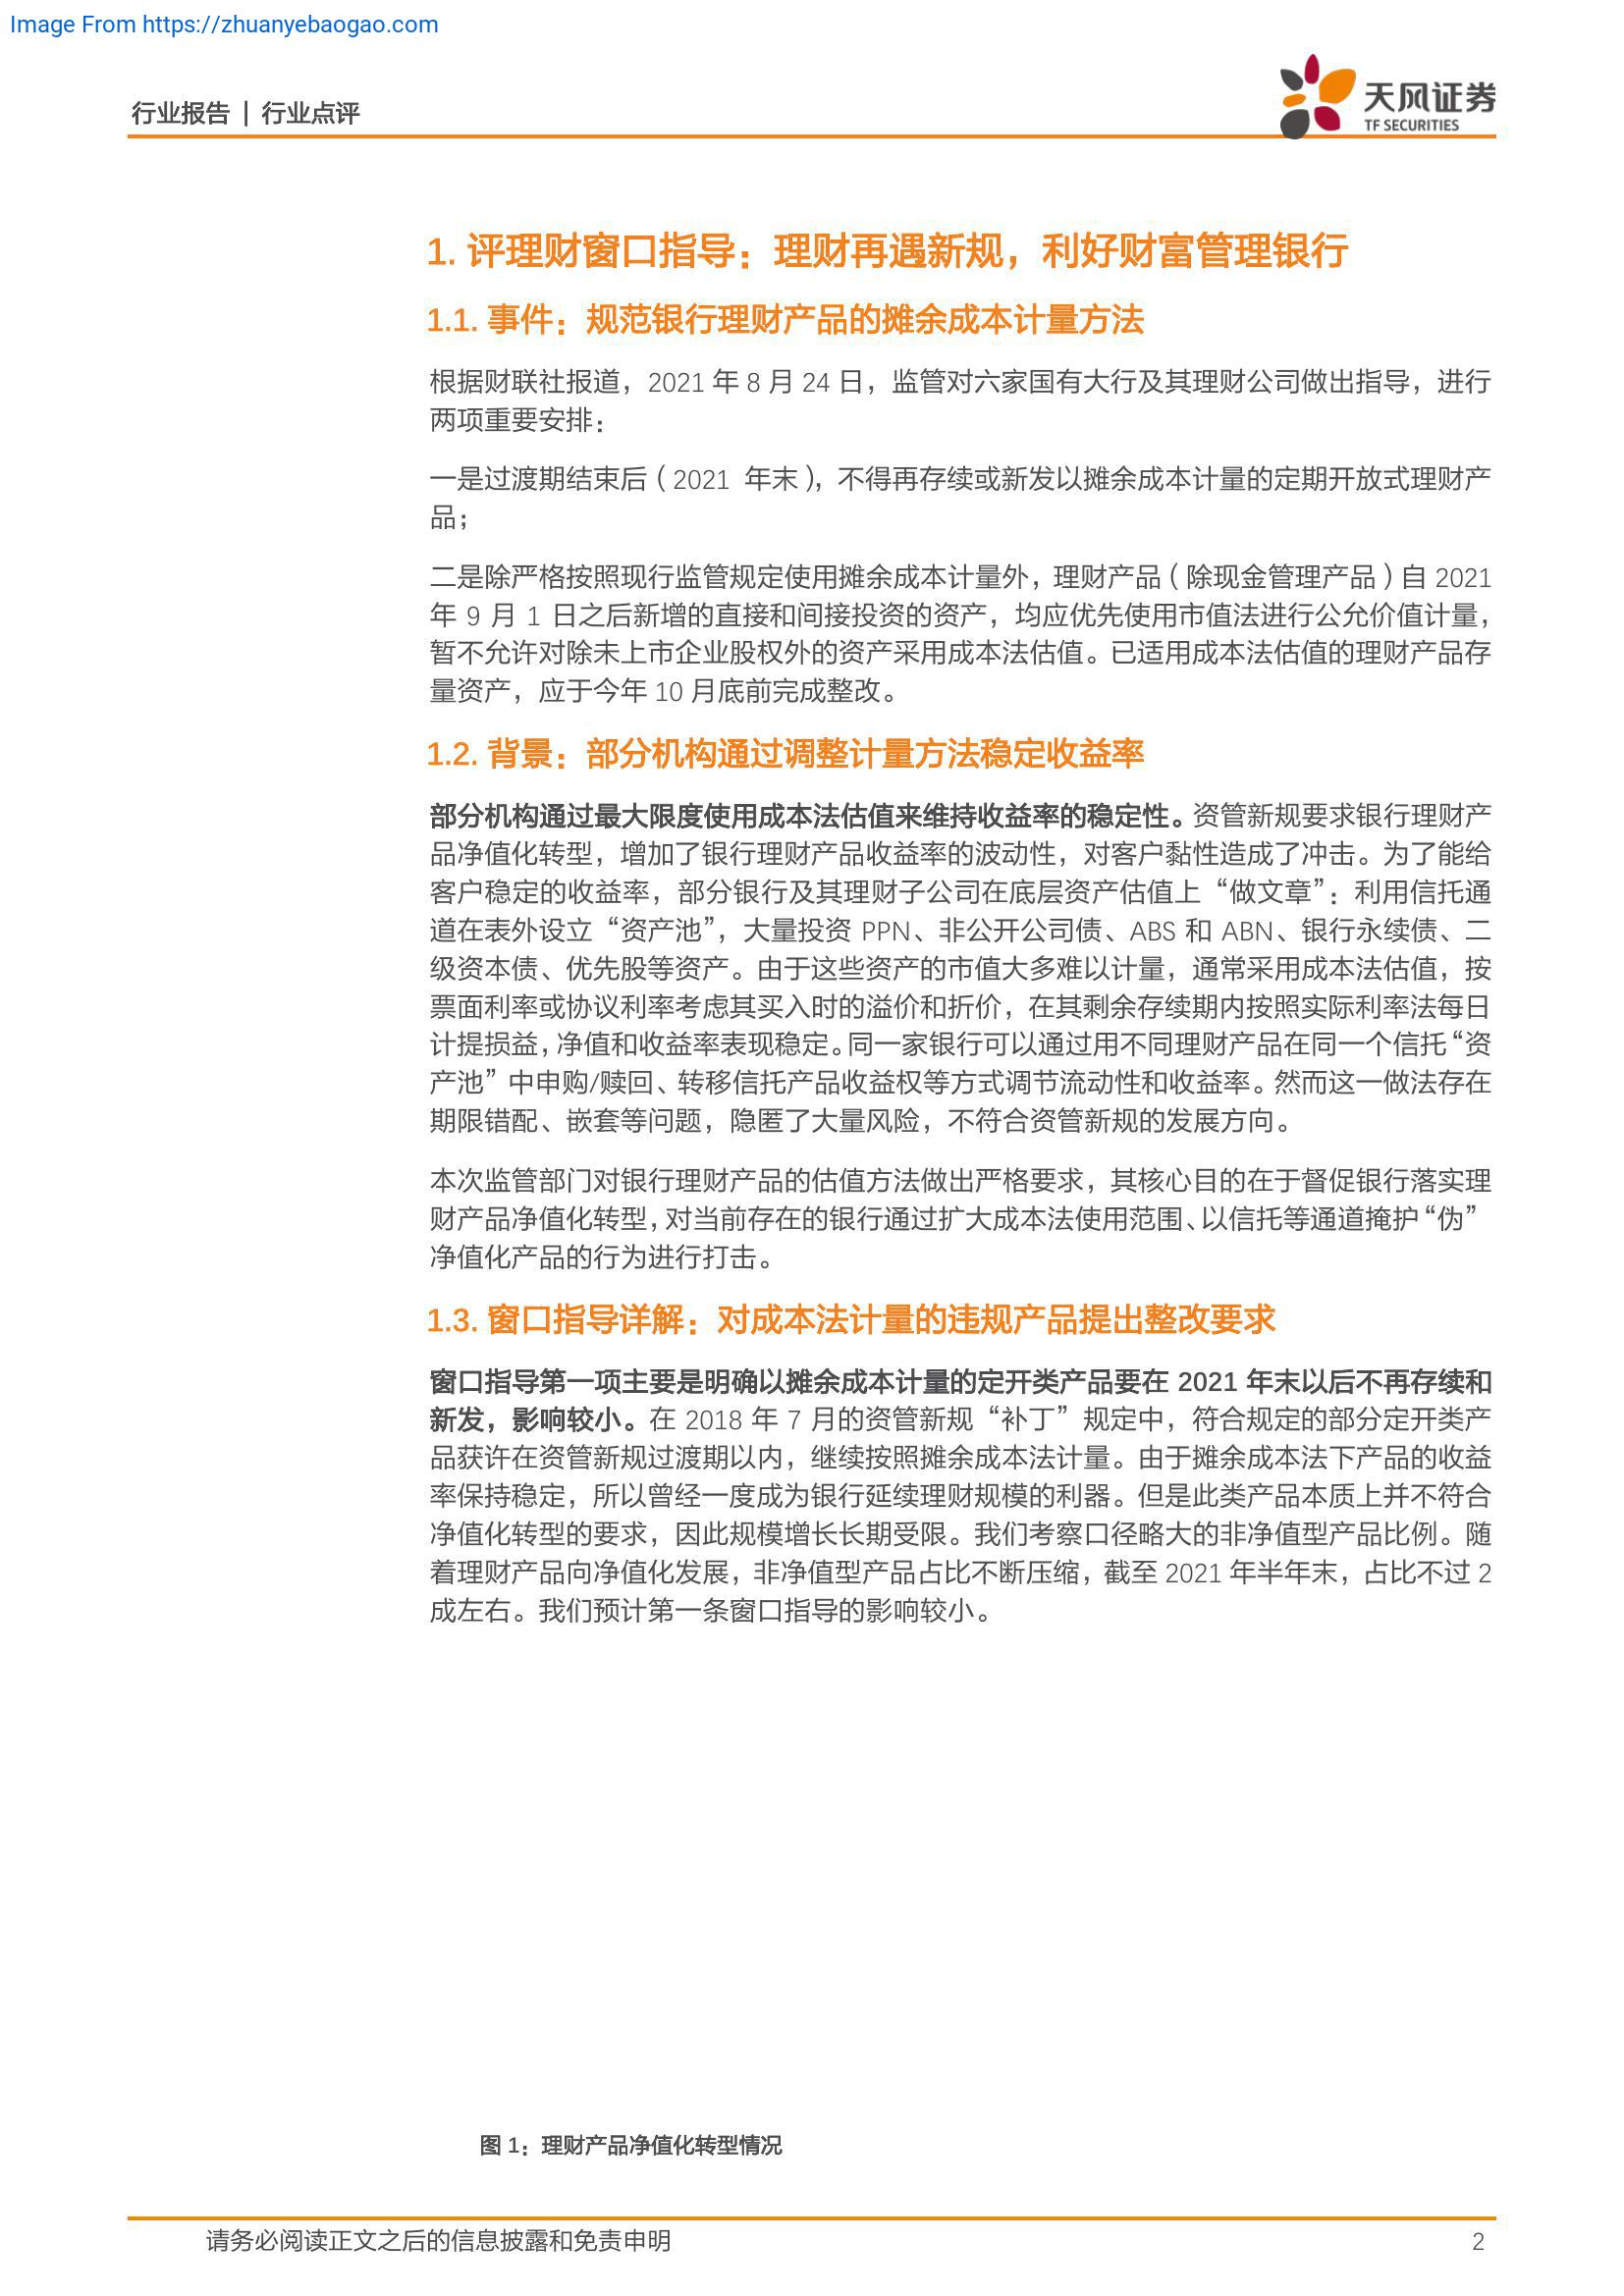 Image From https://zhuanyebaogao.com
行业报告 | 行业点评
天风证券
TF SECURITIES
1. 评理财窗口指导：理财再遇新规，利好财富管理银行
1.1. 事件：规范银行理财产品的摊余成本计量方法
根据财联社报道，2021 年 8 月 24 日，监管对六家国有大行及其理财公司做出指导，进行
两项重要安排：
一是过渡期结束后（2021 年末），不得再存续或新发以摊余成本计量的定期开放式理财产
品；
二是除严格按照现行监管规定使用摊余成本计量外，理财产品（除现金管理产品）自 2021
年 9 月 1 日之后新增的直接和间接投资的资产，均应优先使用市值法进行公允价值计量，
暂不允许对除未上市企业股权外的资产采用成本法估值。已适用成本法估值的理财产品存
量资产，应于今年 10 月底前完成整改。
1.2. 背景：部分机构通过调整计量方法稳定收益率
部分机构通过最大限度使用成本法估值来维持收益率的稳定性。资管新规要求银行理财产
品净值化转型，增加了银行理财产品收益率的波动性，对客户黏性造成了冲击。为了能给
客户稳定的收益率，部分银行及其理财子公司在底层资产估值上“做文章”：利用信托通
道在表外设立“资产池”，大量投资 PPN、非公开公司债、ABS 和 ABN、银行永续债、二
级资本债、优先股等资产。由于这些资产的市值大多难以计量，通常采用成本法估值，按
票面利率或协议利率考虑其买入时的溢价和折价，在其剩余存续期内按照实际利率法每日
计提损益，净值和收益率表现稳定。同一家银行可以通过用不同理财产品在同一个信托“资
产池”中申购/赎回、转移信托产品收益权等方式调节流动性和收益率。然而这一做法存在
期限错配、嵌套等问题，隐匿了大量风险，不符合资管新规的发展方向。
本次监管部门对银行理财产品的估值方法做出严格要求，其核心目的在于督促银行落实理
财产品净值化转型，对当前存在的银行通过扩大成本法使用范围、以信托等通道掩护“伪”
净值化产品的行为进行打击。
1.3. 窗口指导详解：对成本法计量的违规产品提出整改要求
窗口指导第一项主要是明确以摊余成本计量的定开类产品要在 2021 年末以后不再存续和
新发，影响较小。在 2018 年 7 月的资管新规“补丁”规定中，符合规定的部分定开类产
品获许在资管新规过渡期以内，继续按照摊余成本法计量。由于摊余成本法下产品的收益
率保持稳定，所以曾经一度成为银行延续理财规模的利器。但是此类产品本质上并不符合
净值化转型的要求，因此规模增长长期受限。我们考察口径略大的非净值型产品比例。随
着理财产品向净值化发展，非净值型产品占比不断压缩，截至 2021 年半年末，占比不过 2
成左右。我们预计第一条窗口指导的影响较小。
图 1：理财产品净值化转型情况
请务必阅读正文之后的信息披露和免责申明
2